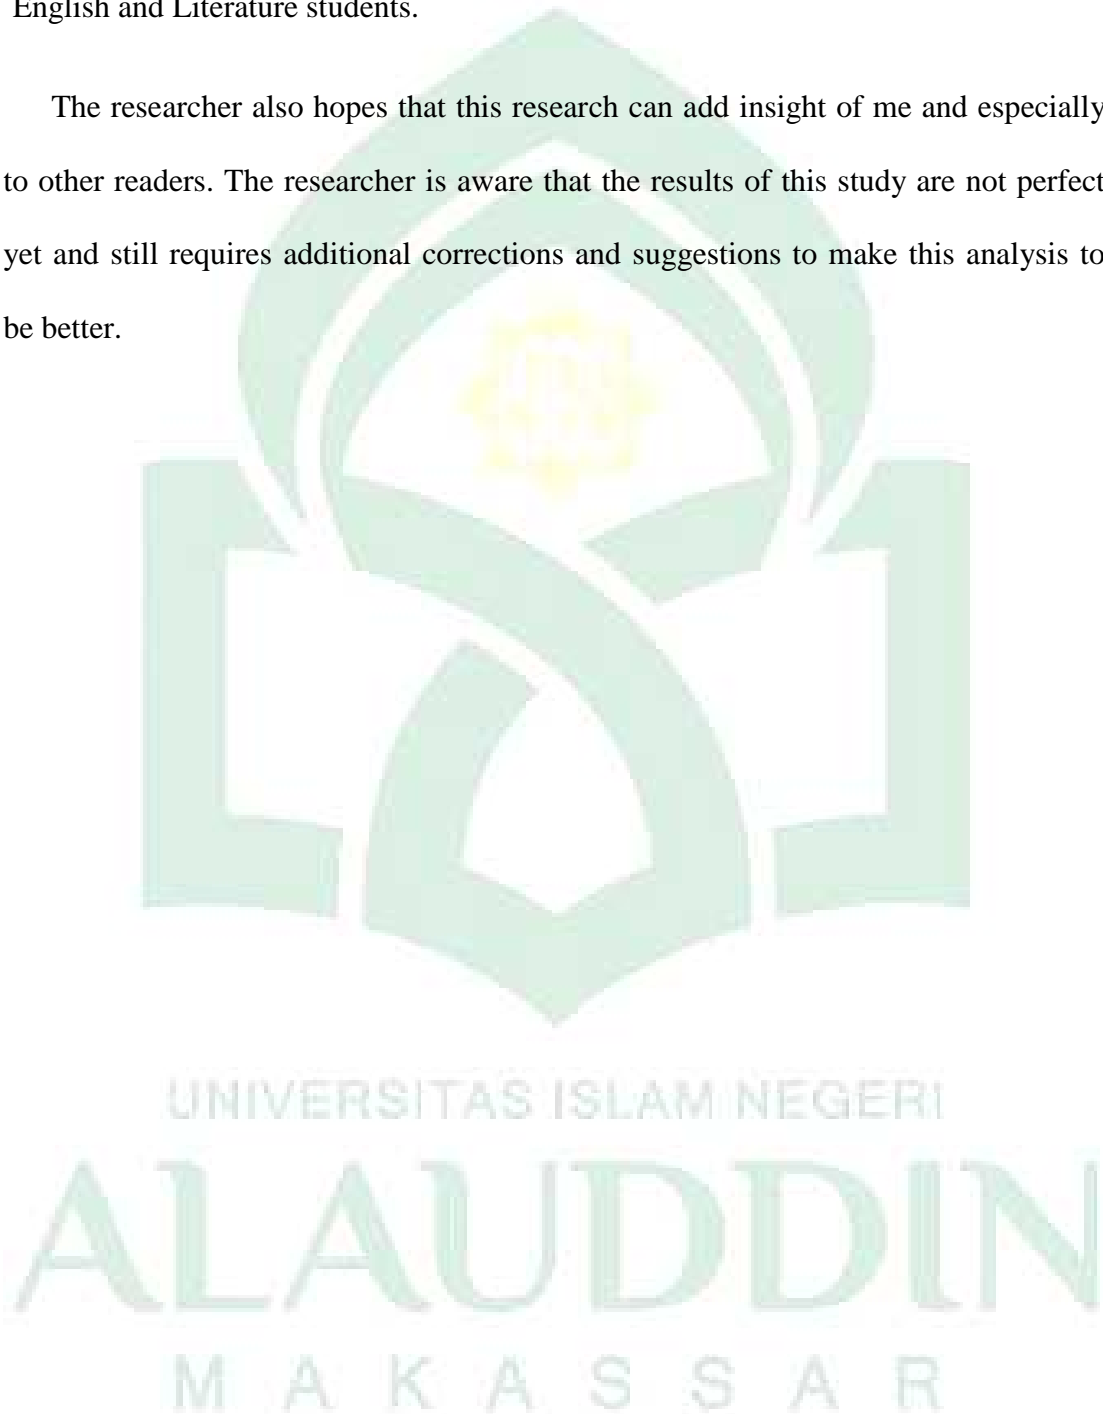 English and Literature students.
The researcher also hopes that this research can add insight of me and especially
to other readers. The researcher is aware that the results of this study are not perfect
yet and still requires additional corrections and suggestions to make this analysis to
be better.
UNIVERSITAS ISLAM NEGERI
ALAUDDIN
MAKASSAR